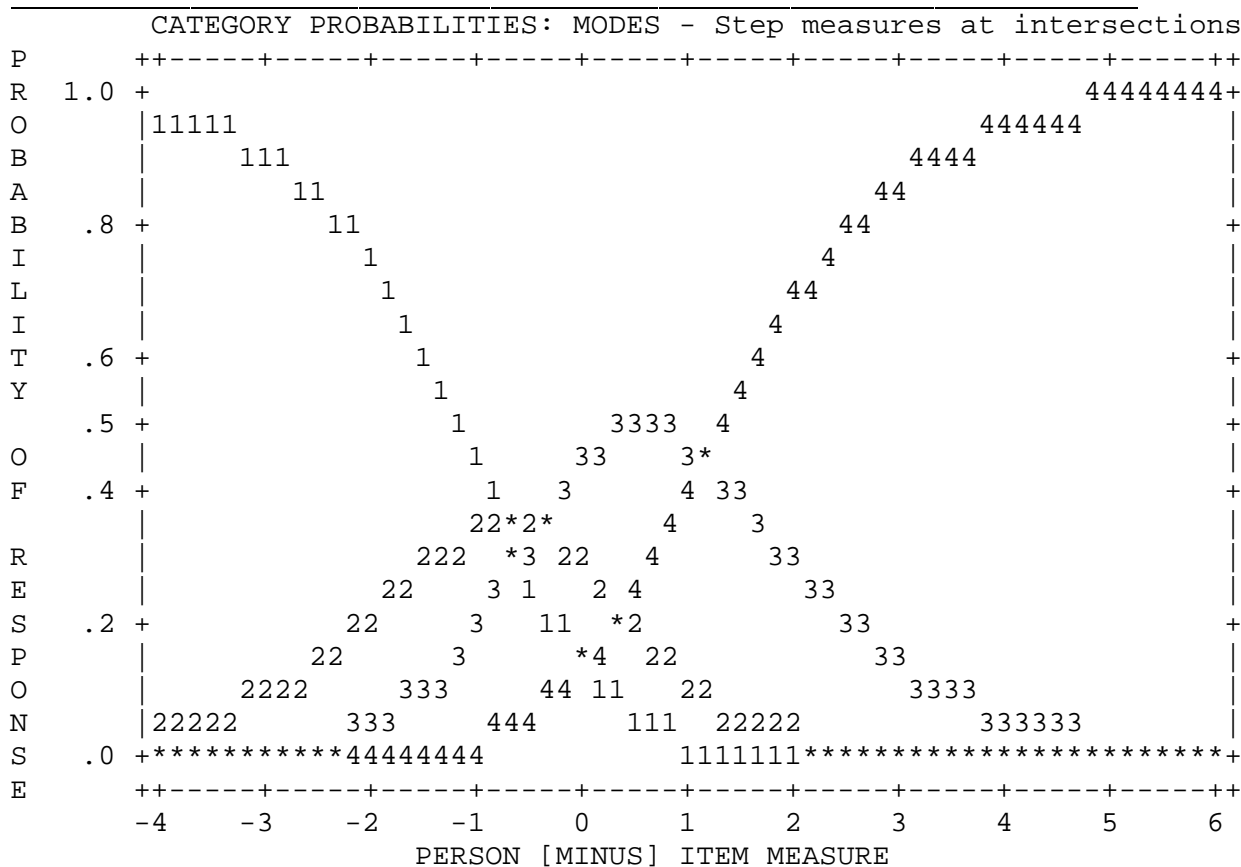 CATEGORY PROBABILITIES: MODES - Step measures at intersections
P       ++-----+-----+-----+-----+-----+-----+-----+-----+-----++
R   1.0 +                                                     44444444+
O       |11111                                          444444        |
B       |     111                                   4444              |
A       |        11                               44                  |
B    .8 +          11                           44                    +
I       |            1                         4                      |
L       |             1                      44                       |
I       |              1                    4                         |
T    .6 +               1                  4                          +
Y       |                1                4                           |
     .5 +                 1        3333  4                            +
O       |                  1     33    3*                             |
F    .4 +                   1   3      4 33                           +
        |                  22*2*      4    3                          |
R       |               222  *3 22   4      33                        |
E       |             22    3 1   2 4         33                      |
S    .2 +           22     3   11  *2           33                    +
P       |         22      3      *4  22           33                  |
O       |     2222     333     44 11   22           3333              |
N       |22222      333     444     111  22222          333333        |
S    .0 +***********44444444           1111111************************+
E       ++-----+-----+-----+-----+-----+-----+-----+-----+-----++
-4 -3 -2 -1 0 1 2 3 4 5 6
PERSON [MINUS] ITEM MEASURE